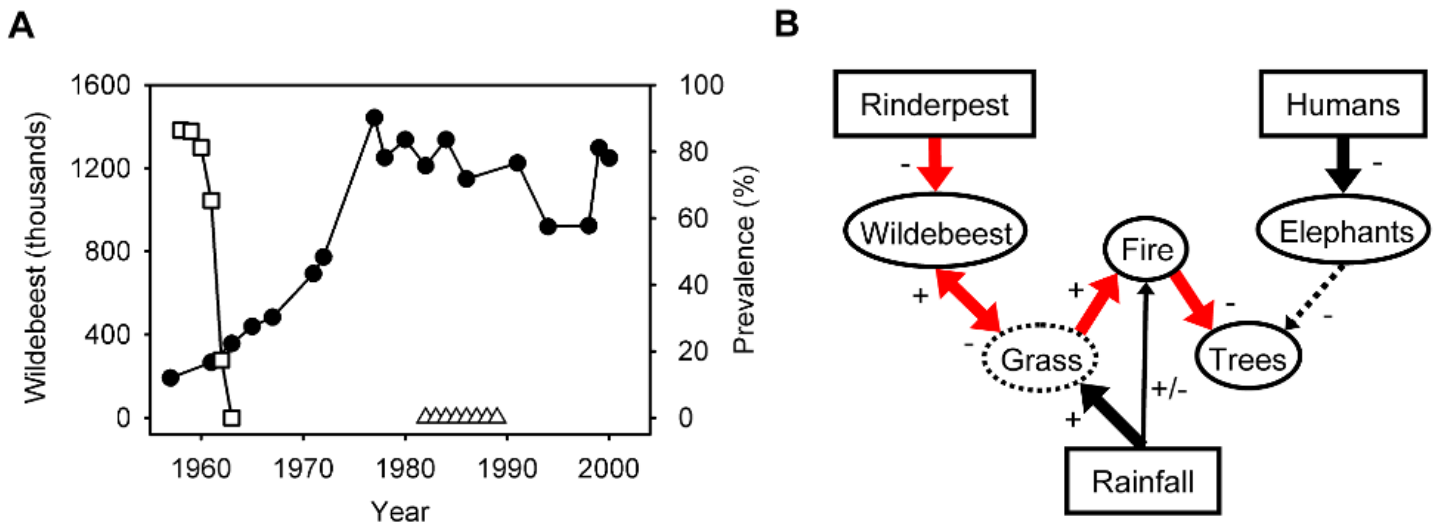 A
B
1600
1200
800
400
0
100
80
60
40
20
0
Wildebeest (thousands)
Prevalence (%)
1960 1970 1980 1990 2000
Year
Rinderpest
Humans
-
-
Wildebeest
Fire
Elephants
+
+
-
-
-
Grass
Trees
+/-
+
Rainfall